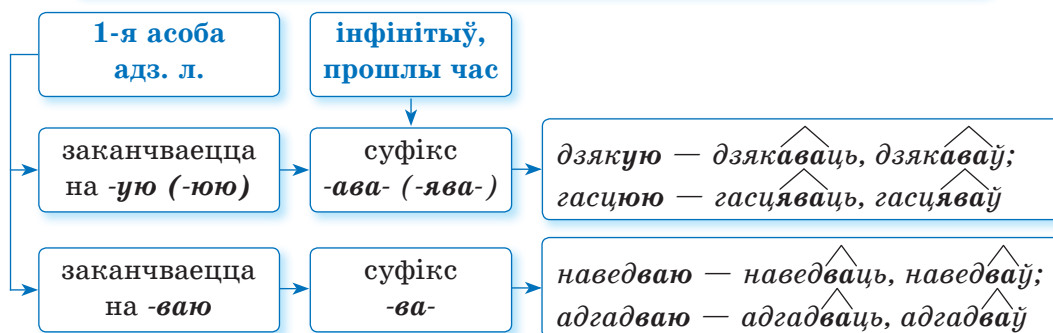 1-я асоба
адз. л.
інфінітыў,
прошлы час
заканчваецца
на -ую (-юю)
суфікс
-ава- (-ява-)
дзякую — дзякаваць, дзякаваў;
гасцюю — гасцяваць, гасцяваў
заканчваецца
на -ваю
суфікс
-ва-
наведваю — наведваць, наведваў;
адгадваю — адгадваць, адгадваў